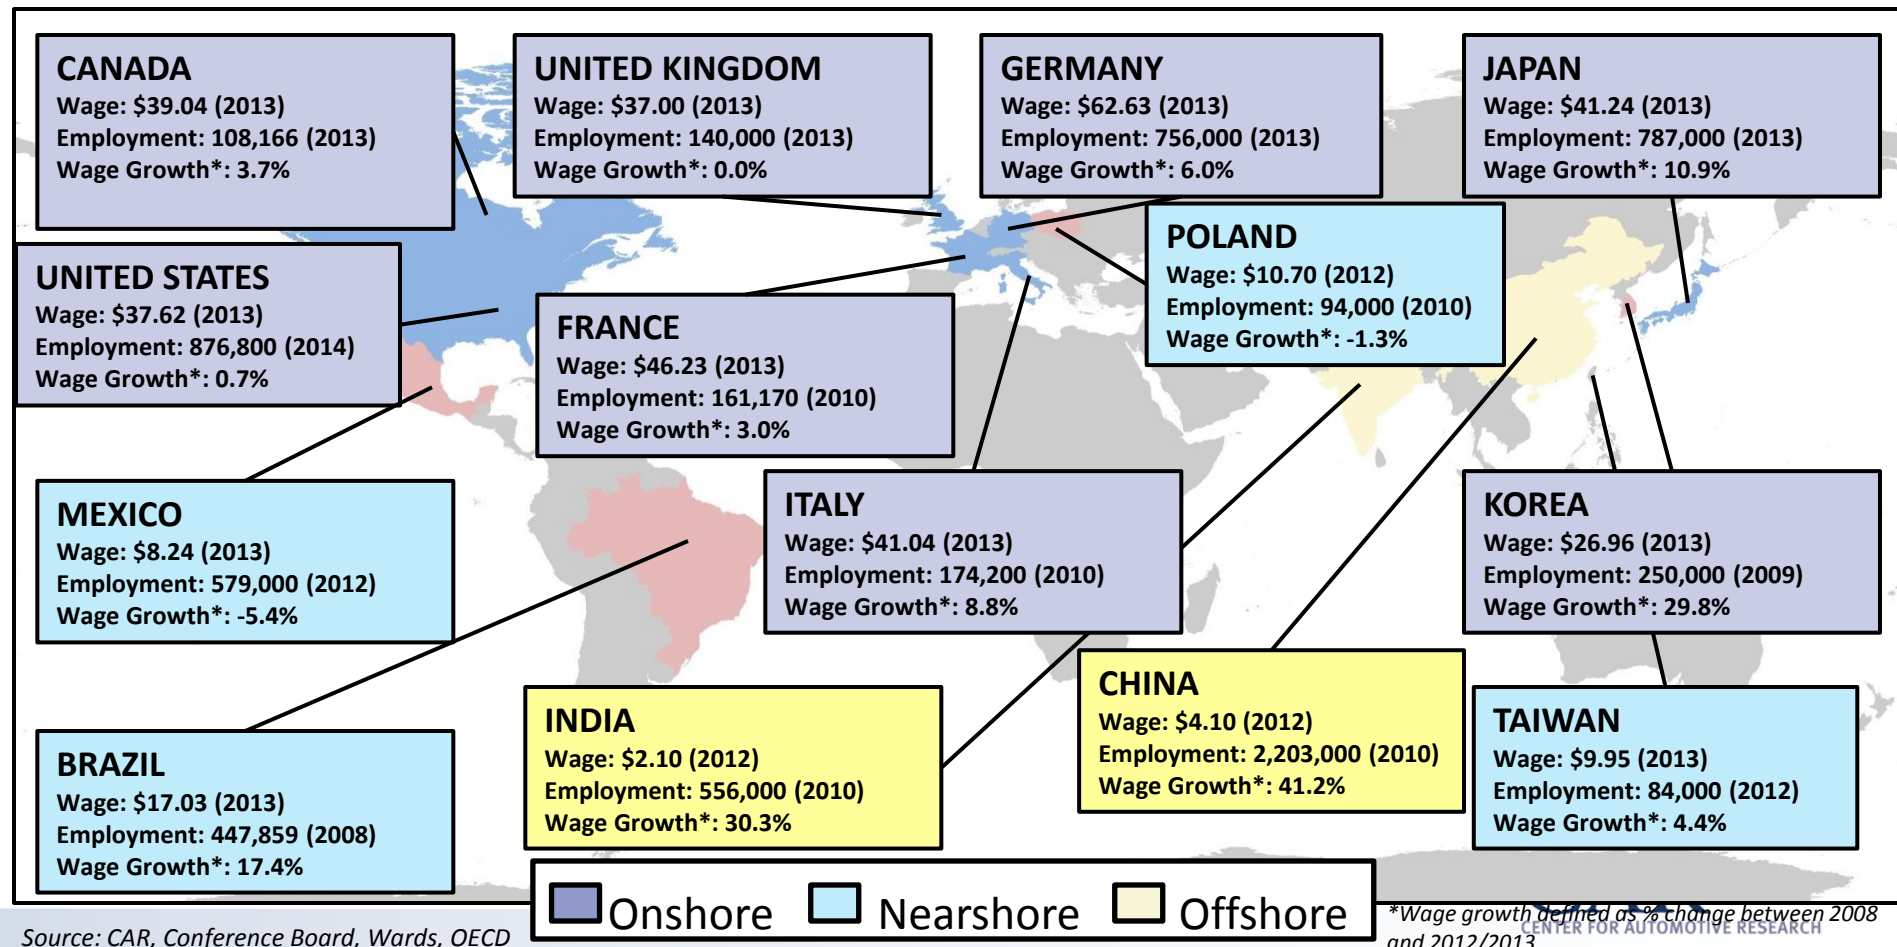 CANADA
Wage: $39.04 (2013)
Employment: 108,166 (2013)
Wage Growth*: 3.7%
UNITED KINGDOM
Wage: $37.00 (2013)
Employment: 140,000 (2013)
Wage Growth*: 0.0%
GERMANY
Wage: $62.63 (2013)
Employment: 756,000 (2013)
Wage Growth*: 6.0%
JAPAN
Wage: $41.24 (2013)
Employment: 787,000 (2013)
Wage Growth*: 10.9%
UNITED STATES
Wage: $37.62 (2013)
Employment: 876,800 (2014)
Wage Growth*: 0.7%
FRANCE
Wage: $46.23 (2013)
Employment: 161,170 (2010)
Wage Growth*: 3.0%
POLAND
Wage: $10.70 (2012)
Employment: 94,000 (2010)
Wage Growth*: -1.3%
MEXICO
Wage: $8.24 (2013)
Employment: 579,000 (2012)
Wage Growth*: -5.4%
ITALY
Wage: $41.04 (2013)
Employment: 174,200 (2010)
Wage Growth*: 8.8%
KOREA
Wage: $26.96 (2013)
Employment: 250,000 (2009)
Wage Growth*: 29.8%
BRAZIL
Wage: $17.03 (2013)
Employment: 447,859 (2008)
Wage Growth*: 17.4%
INDIA
Wage: $2.10 (2012)
Employment: 556,000 (2010)
Wage Growth*: 30.3%
CHINA
Wage: $4.10 (2012)
Employment: 2,203,000 (2010)
Wage Growth*: 41.2%
TAIWAN
Wage: $9.95 (2013)
Employment: 84,000 (2012)
Wage Growth*: 4.4%
Onshore Nearshore Offshore
*Wage growth defined as % change between 2008
and 2012/2013
CENTER FOR AUTOMOTIVE RESEARCH
Source: CAR, Conference Board, Wards, OECD